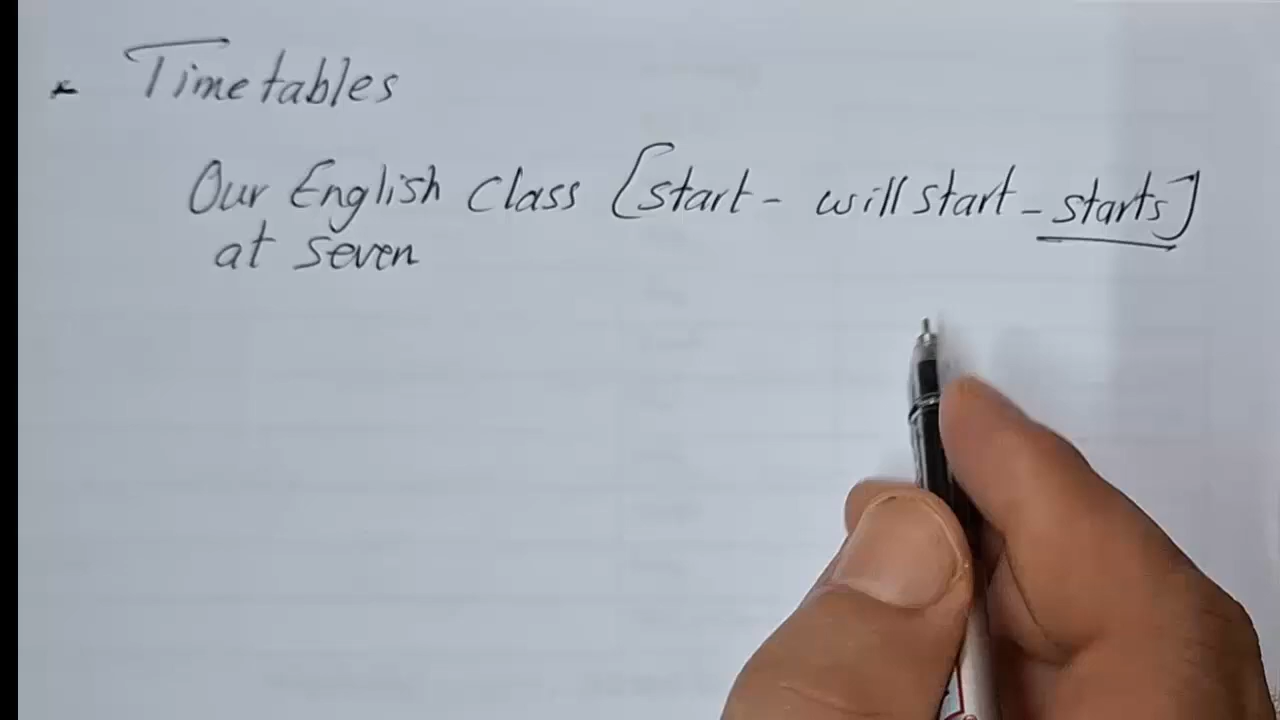 - Timetables
Our English Class [start - will start - starts]
at seven